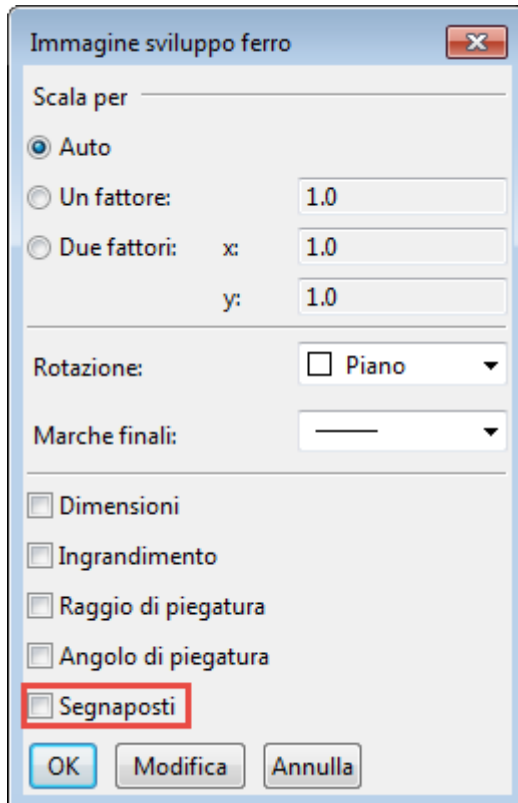 Immagine sviluppo ferro
Scala per
Auto
Un fattore: 1.0
Due fattori: x: 1.0
y: 1.0
Rotazione: Piano
Marche finali:
Dimensioni
Ingrandimento
Raggio di piegatura
Angolo di piegatura
Segnaposti
OK Modifica Annulla